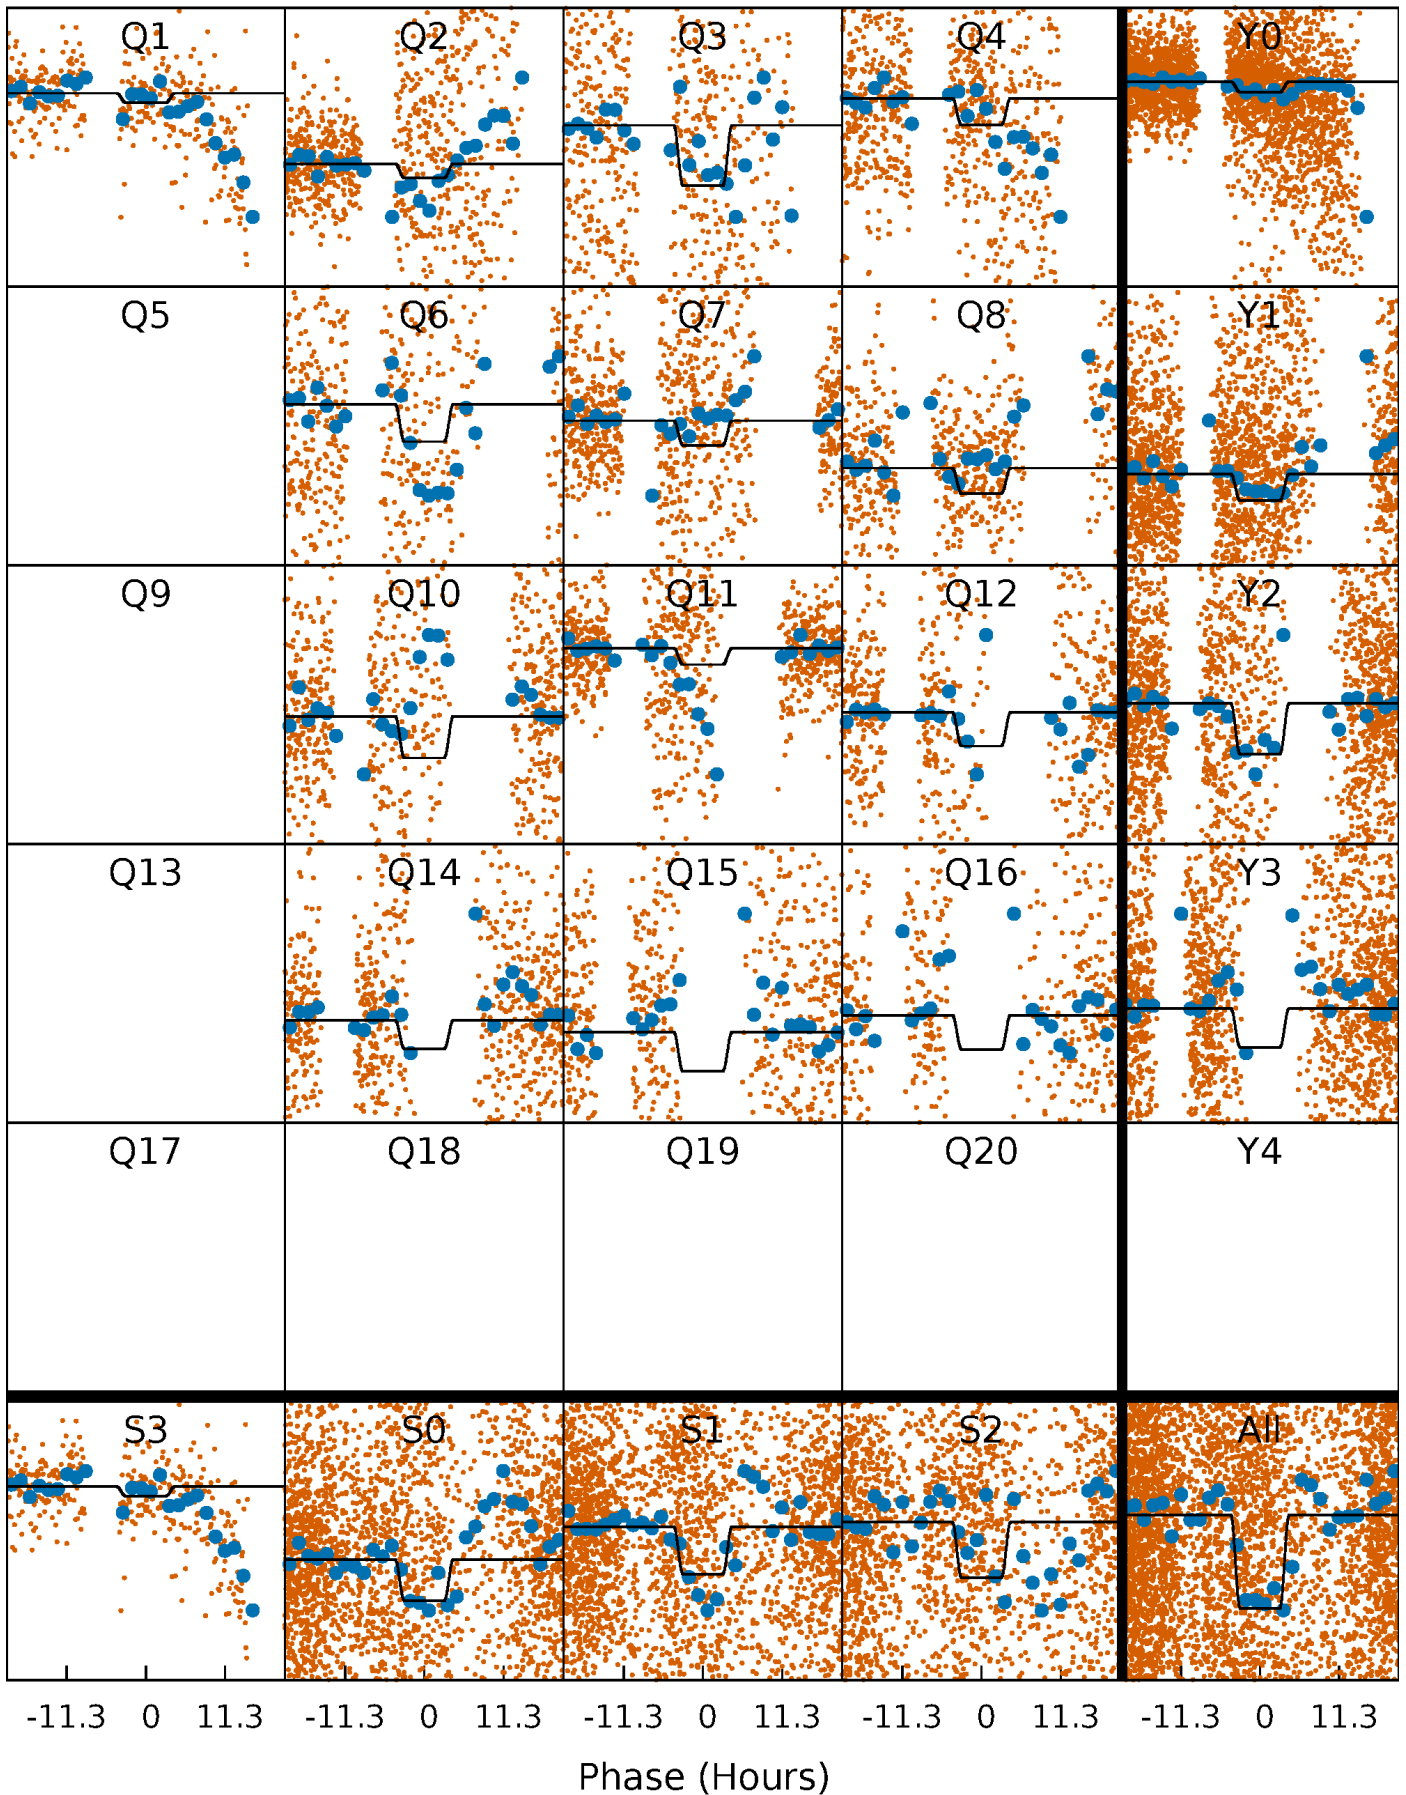 Q1 Q2 Q3 Q4 Y0
Q5 Q6 Q7 Q8 Y1
Q9 Q10 Q11 Q12 Y2
Q13 Q14 Q15 Q16 Y3
Q17 Q18 Q19 Q20 Y4
S3 S0 S1 S2 All
-11.3 0 11.3 -11.3 0 11.3 -11.3 0 11.3 -11.3 0 11.3 -11.3 0 11.3
Phase (Hours)